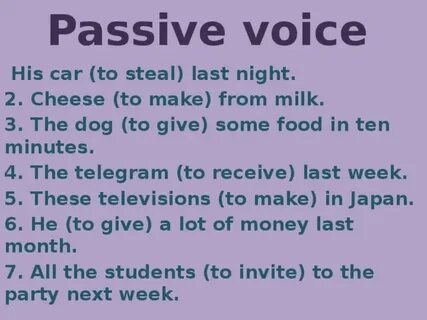 Passive voice
His car (to steal) last night.
2. Cheese (to make) from milk.
3. The dog (to give) some food in ten
minutes.
4. The telegram (to receive) last week.
5. These televisions (to make) in Japan.
6. He (to give) a lot of money last
month.
7. All the students (to invite) to the
party next week.